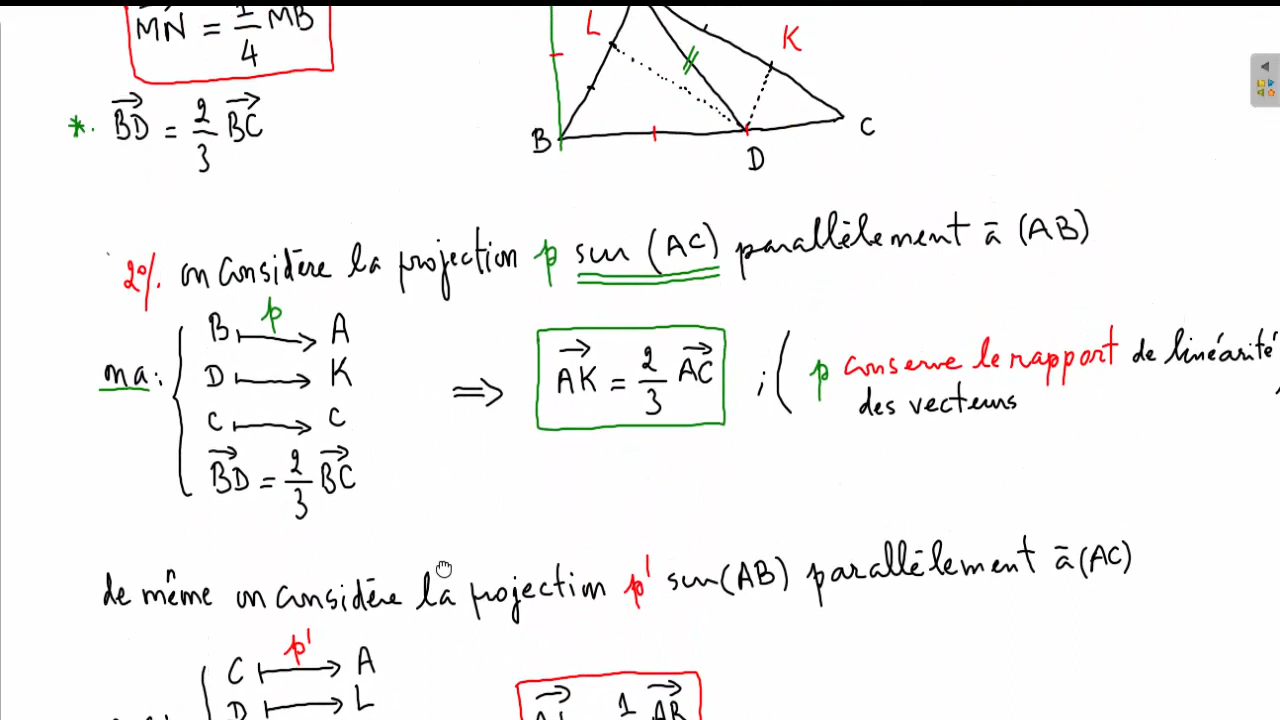 MN = 1/4 MB
L
K
*. BD = 2/3 BC
B
C
D
2°/. on considère la projection p sur (AC) parallèlement à (AB)
B ⟼ A
p
on a: D ⟼ K
C ⟼ C
BD = 2/3 BC
⟹ AK = 2/3 AC ; ( p conserve le rapport de linéarité
des vecteurs
de même on considère la projection p' sur (AB) parallèlement à (AC)
p'
C ⟼ A
D ⟼ L
1 AB